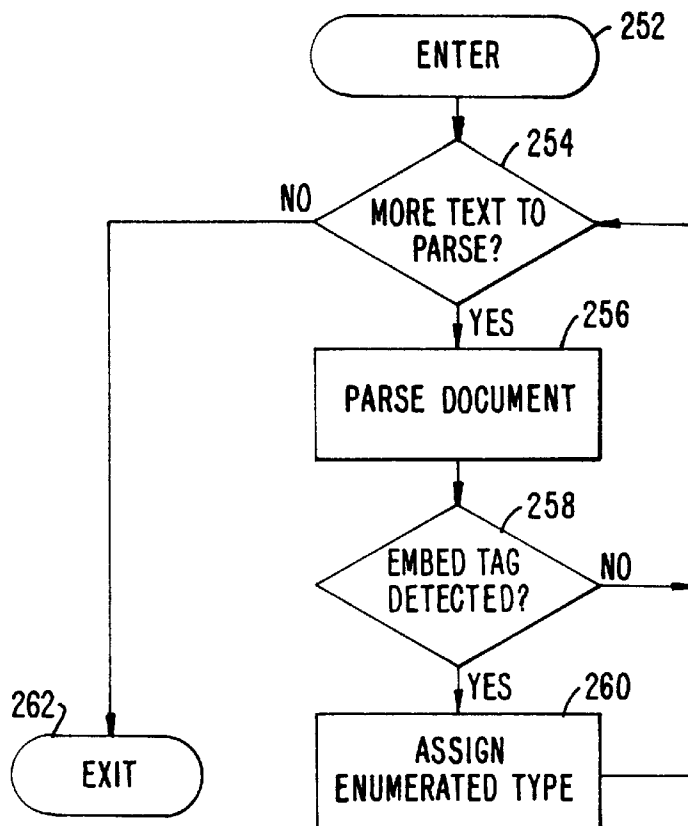 ENTER
252
254
NO
MORE TEXT TO
PARSE?
YES
256
PARSE DOCUMENT
258
EMBED TAG
DETECTED?
NO
YES
260
ASSIGN
ENUMERATED TYPE
262
EXIT